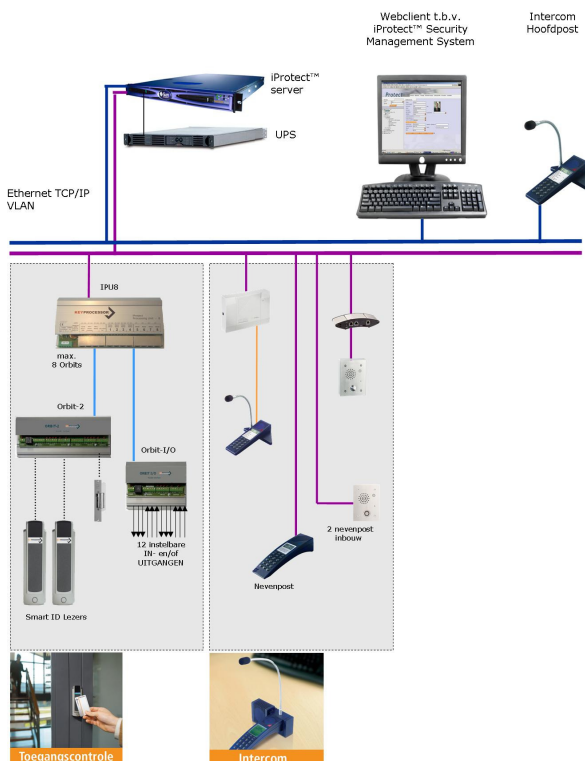 Webclient t.b.v.
iProtect™ Security
Management System
Intercom
Hoofdpost
iProtect™
server
UPS
Ethernet TCP/IP
VLAN
IPU8
KEYPROCESSOR
max.
8 Orbits
Orbit-2
Orbit-I/O
12 instelbare
IN- en/of
UITGANGEN
Smart ID Lezers
2 nevenpost
inbouw
Nevenpost
Toegangscontrole
Intercom